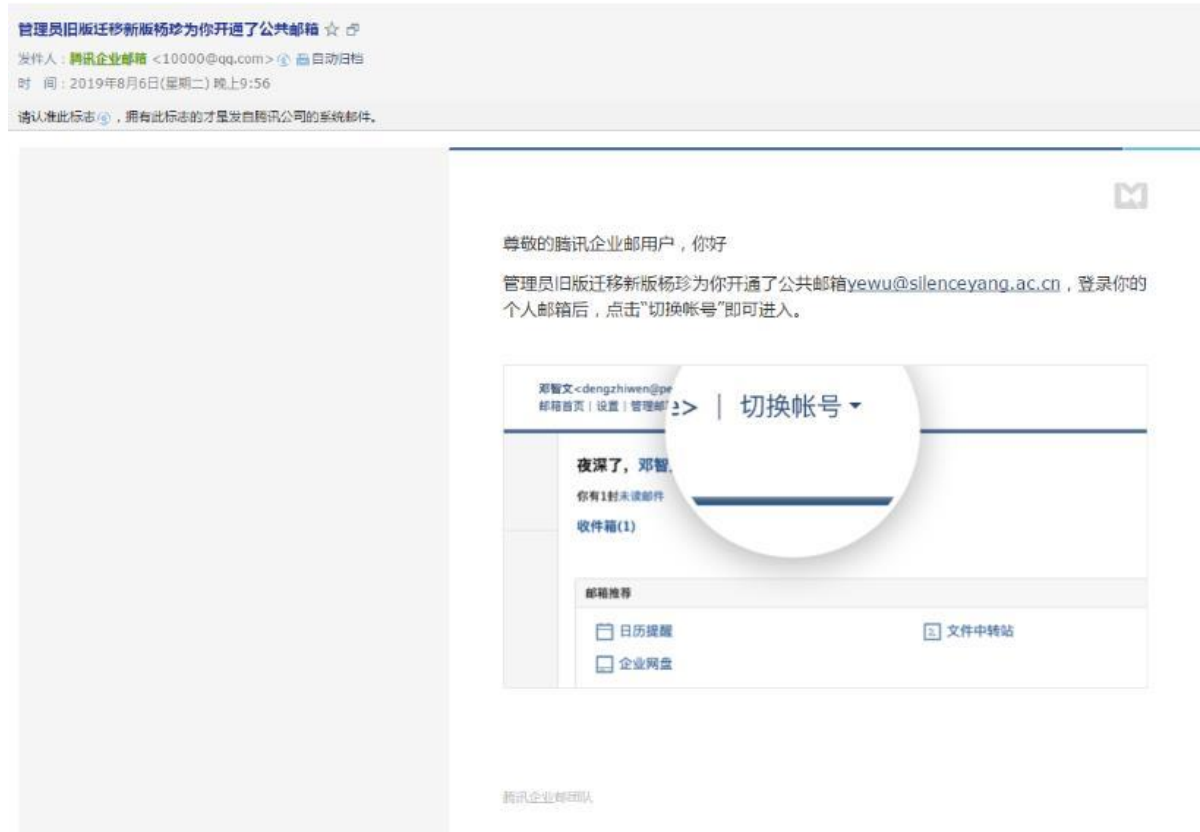 管理员旧版迁移新版杨珍为你开通了公共邮箱
发件人：腾讯企业邮箱 <10000@qq.com> 自动归档
时 间：2019年8月6日(星期二) 晚上9:56
请认准此标志，拥有此标志的才是发自腾讯公司的系统邮件。
尊敬的腾讯企业邮用户，你好
管理员旧版迁移新版杨珍为你开通了公共邮箱yewu@silenceyang.ac.cn，登录你的
个人邮箱后，点击“切换帐号”即可进入。
邓智文<dengzhiwen@pe
邮箱首页 | 设置 | 管理邮
e> | 切换帐号
夜深了，邓智
你有1封未读邮件
收件箱(1)
邮箱推荐
日历提醒 文件中转站
企业网盘
腾讯企业邮团队